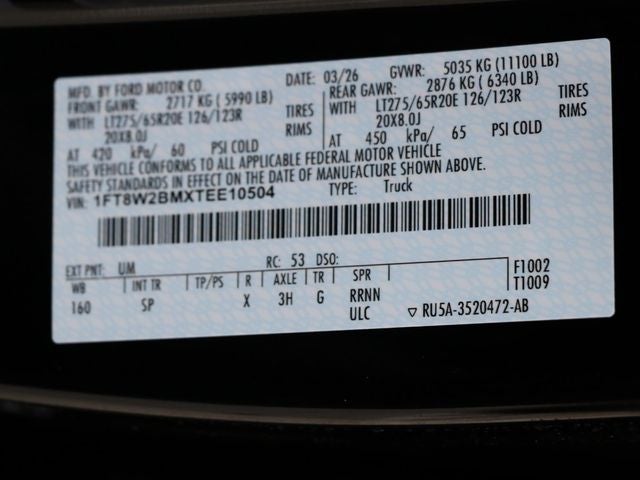 MFD. BY FORD MOTOR CO. DATE: 03/26 GVWR: 5035 KG (11100 LB)
FRONT GAWR: 2717 KG ( 5990 LB) REAR GAWR: 2876 KG ( 6340 LB)
WITH LT275/65R20E 126/123R TIRES WITH LT275/65R20E 126/123R TIRES
20X8.0J RIMS 20X8.0J RIMS
AT 420 kPa/ 60 PSI COLD AT 450 kPa/ 65 PSI COLD
THIS VEHICLE CONFORMS TO ALL APPLICABLE FEDERAL MOTOR VEHICLE
SAFETY STANDARDS IN EFFECT ON THE DATE OF MANUFACTURE SHOWN ABOVE.
VIN: 1FT8W2BMXTEE10504 TYPE: Truck
EXT PNT: UM RC: 53 DSO: F1002
WB INT TR TP/PS R AXLE TR SPR T1009
160 SP X 3H G RRNN
ULC ▽ RU5A-3520472-AB